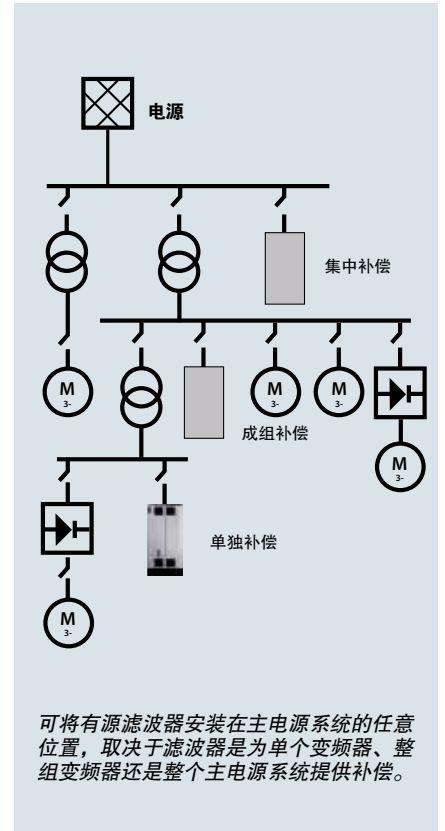 电源
集中补偿
M
3~
M
3~
M
3~
成组补偿
M
3~
单独补偿
M
3~
可将有源滤波器安装在主电源系统的任意
位置，取决于滤波器是为单个变频器、整
组变频器还是整个主电源系统提供补偿。